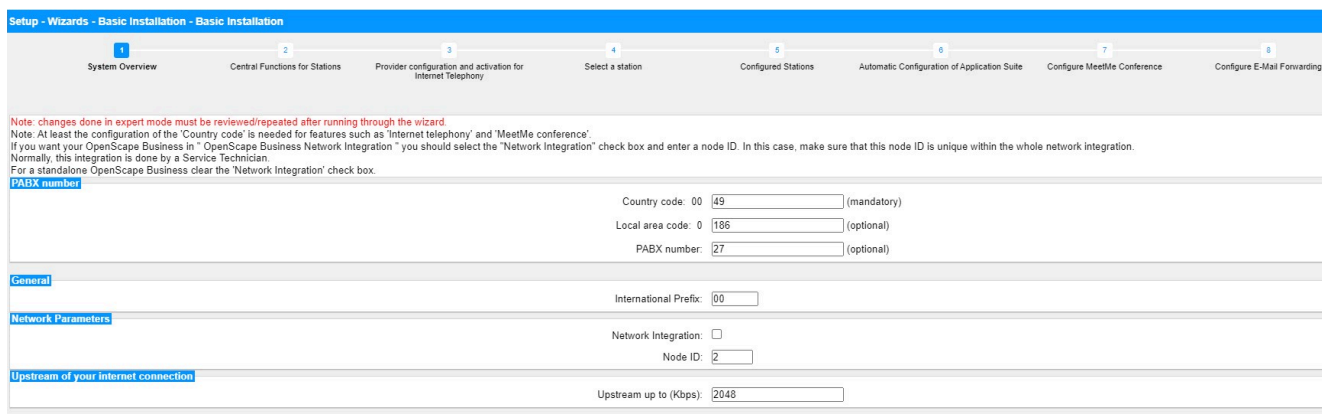 Setup - Wizards - Basic Installation - Basic Installation
1 2 3 4 5 6 7 8
System Overview Central Functions for Stations Provider configuration and activation for Select a station Configured Stations Automatic Configuration of Application Suite Configure MeetMe Conference Configure E-Mail Forwarding
Internet Telephony
Note: changes done in expert mode must be reviewed/repeated after running through the wizard.
Note: At least the configuration of the 'Country code' is needed for features such as 'Internet telephony' and 'MeetMe conference'.
If you want your OpenScape Business in " OpenScape Business Network Integration " you should select the "Network Integration" check box and enter a node ID. In this case, make sure that this node ID is unique within the whole network integration.
Normally, this integration is done by a Service Technician.
For a standalone OpenScape Business clear the 'Network Integration' check box.
PABX number
Country code: 00 49 (mandatory)
Local area code: 0 186 (optional)
PABX number: 27 (optional)
General
International Prefix: 00
Network Parameters
Network Integration:
Node ID: 2
Upstream of your internet connection
Upstream up to (Kbps): 2048